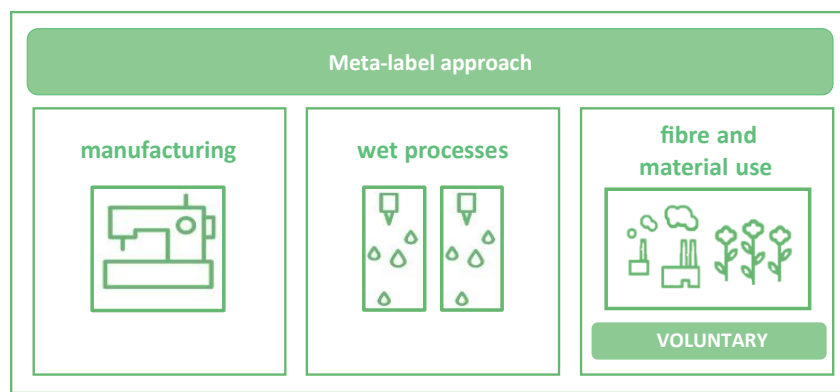 Meta-label approach
manufacturing
wet processes
fibre and
material use
VOLUNTARY